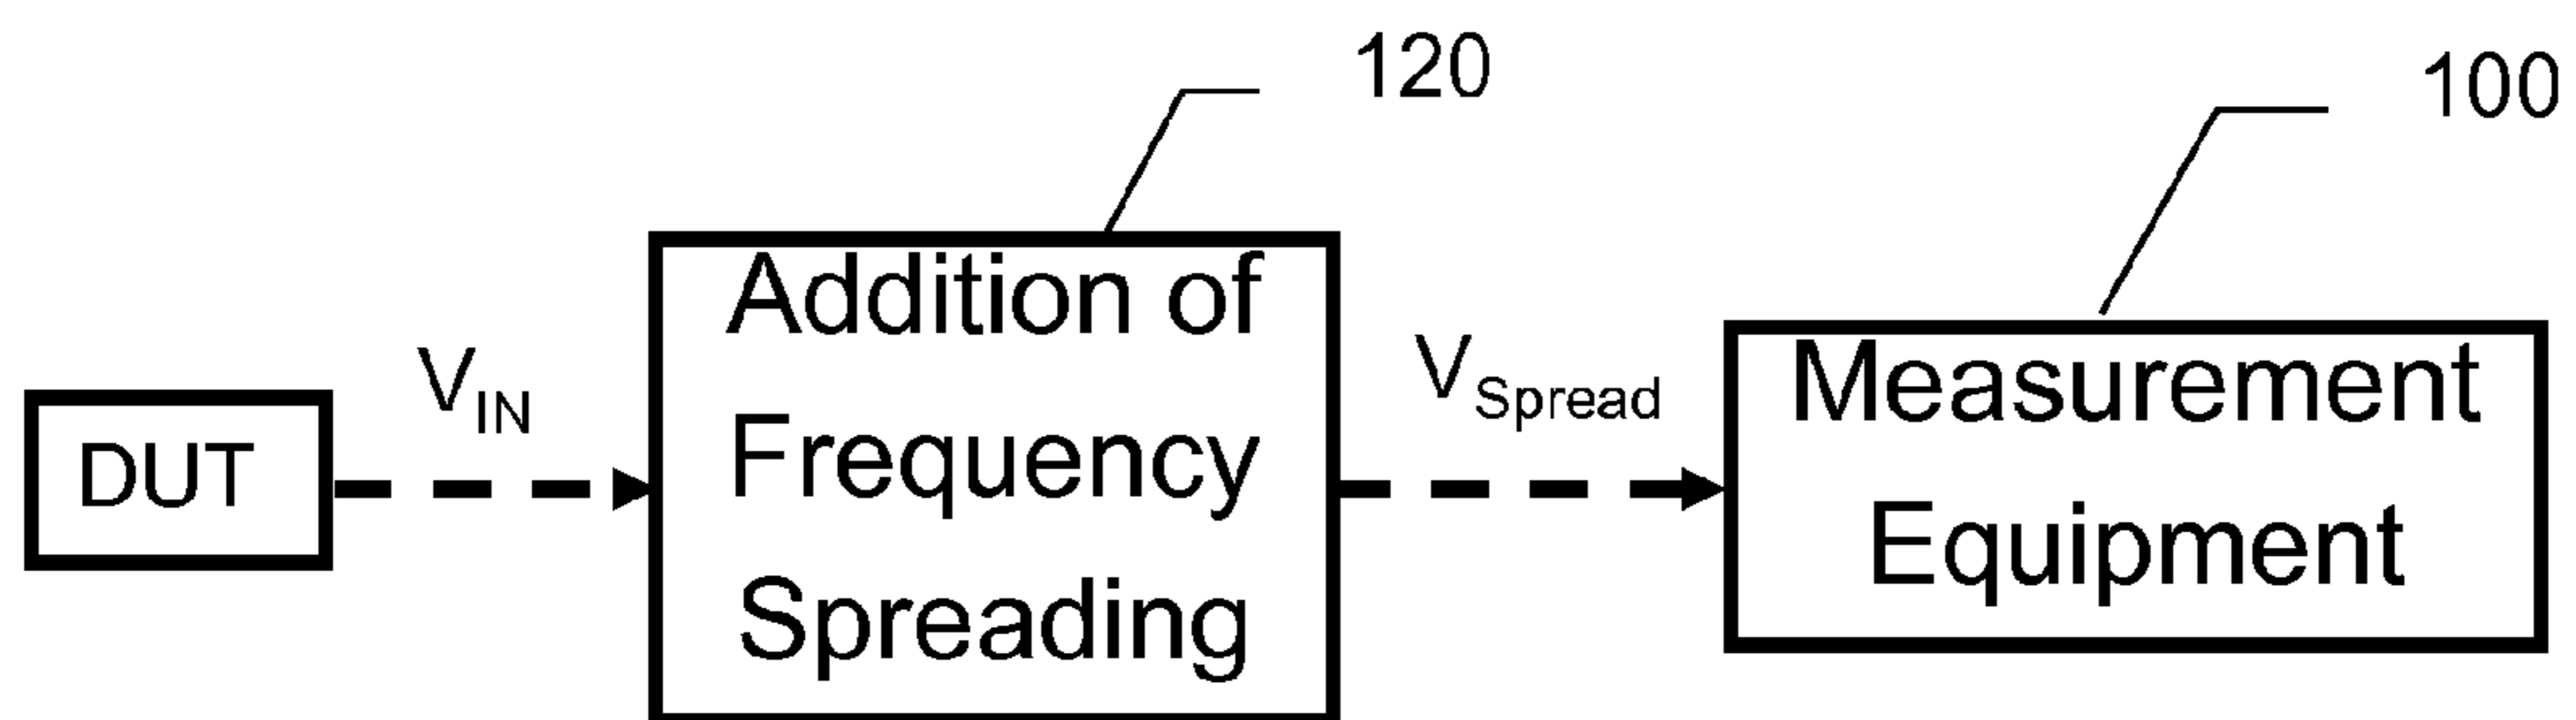 120
100
Addition of
Frequency
Spreading
Measurement
Equipment
V_IN
V_Spread
DUT